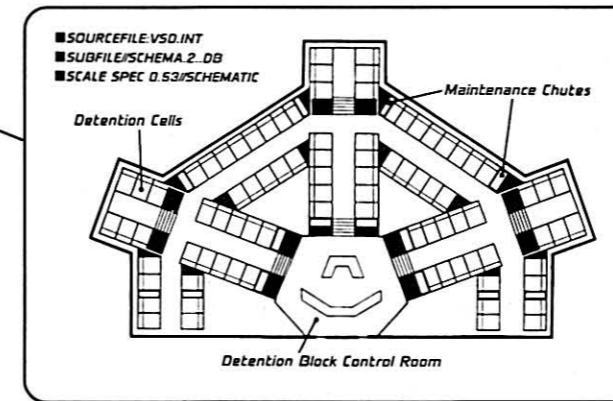 ■SOURCEFILE:VSD.INT
■SUBFILE//SCHEMA.2..DB
■SCALE SPEC 0.53//SCHEMATIC
Maintenance Chutes
Detention Cells
Detention Block Control Room